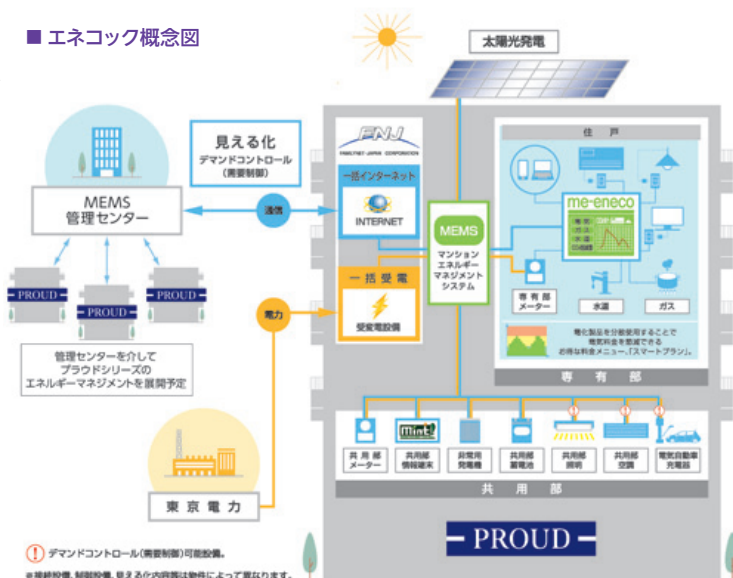 ■ エネコック概念図
太陽光発電
見える化
デマンドコントロール
(需要制御)
FNJ
FAMILYNET JAPAN CORPORATION
一括インターネット
INTERNET
通信
MEMS
管理センター
PROUD
PROUD
PROUD
管理センターを介して
プラウドシリーズの
エネルギーマネジメントを展開予定
一括受電
受変電設備
電力
東京電力
MEMS
マンション
エネルギー
マネジメント
システム
住戸
me-eneco
電気
ガス
水道
専有部
メーター
水道
ガス
電化製品を分散使用することで
電気料金を低減できる
お得な料金メニュー、「スマートプラン」。
専有部
共用部
メーター
mint
共用部
情報端末
非常用
発電機
共用部
蓄電池
共用部
照明
共用部
空調
電気自動車
充電器
共用部
PROUD
! デマンドコントロール(需要制御)可能設備。
※接続設備、制御設備、見える化内容等は物件によって異なります。